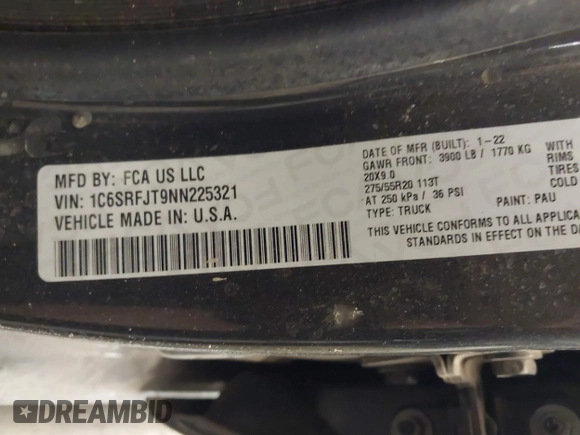 MFD BY: FCA US LLC
VIN: 1C6SRFJT9NN225321
VEHICLE MADE IN: U.S.A.
DATE OF MFR (BUILT): 1-22
GAWR FRONT: 3900 LB / 1770 KG WITH
20X9.0 RIMS
275/55R20 113T TIRES
AT 250 kPa / 36 PSI COLD
TYPE: TRUCK PAINT: PAU
THIS VEHICLE CONFORMS TO ALL APPLICA
STANDARDS IN EFFECT ON THE DA
DREAMBID